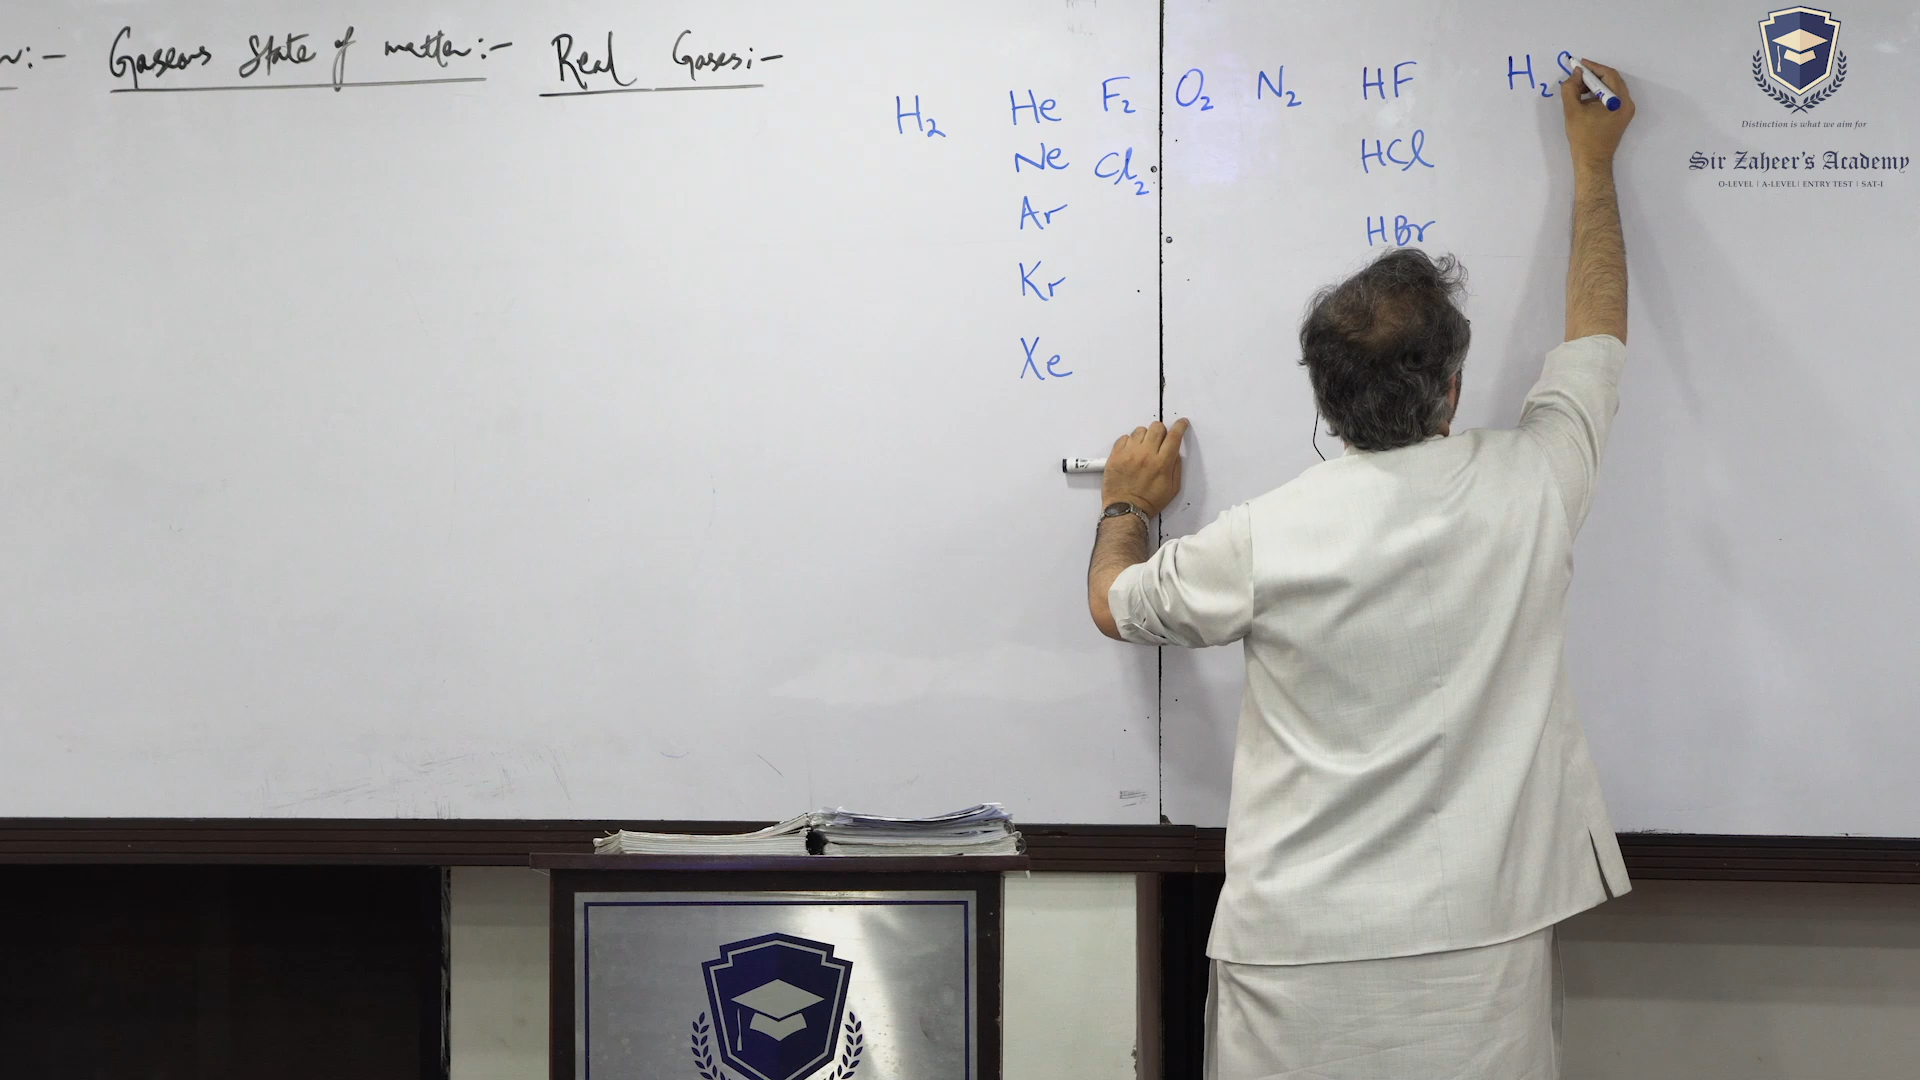 Gaseous State of matter:- Real Gases:-
H₂ He F₂ O₂ N₂ HF H₂S
Ne Cl₂ HCl
Ar HBr
Kr
Xe
Distinction is what we aim for
Sir Zaheer's Academy
O-LEVEL | A-LEVEL | ENTRY TEST | SAT-I